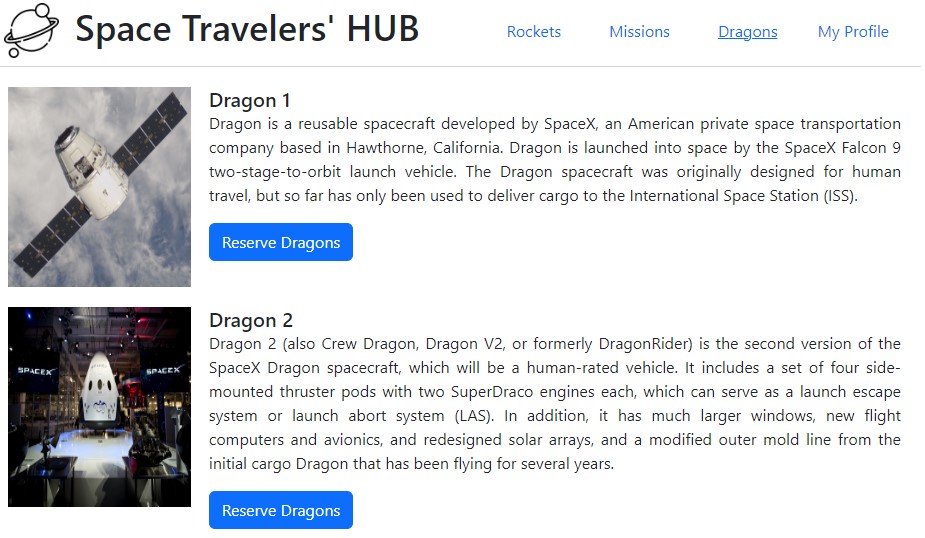 Space Travelers' HUB
Rockets
Missions
Dragons
My Profile
Dragon 1
Dragon is a reusable spacecraft developed by SpaceX, an American private space transportation
company based in Hawthorne, California. Dragon is launched into space by the SpaceX Falcon 9
two-stage-to-orbit launch vehicle. The Dragon spacecraft was originally designed for human
travel, but so far has only been used to deliver cargo to the International Space Station (ISS).
Reserve Dragons
SPACEX
SPACEX
Dragon 2
Dragon 2 (also Crew Dragon, Dragon V2, or formerly DragonRider) is the second version of the
SpaceX Dragon spacecraft, which will be a human-rated vehicle. It includes a set of four side-
mounted thruster pods with two SuperDraco engines each, which can serve as a launch escape
system or launch abort system (LAS). In addition, it has much larger windows, new flight
computers and avionics, and redesigned solar arrays, and a modified outer mold line from the
initial cargo Dragon that has been flying for several years.
Reserve Dragons